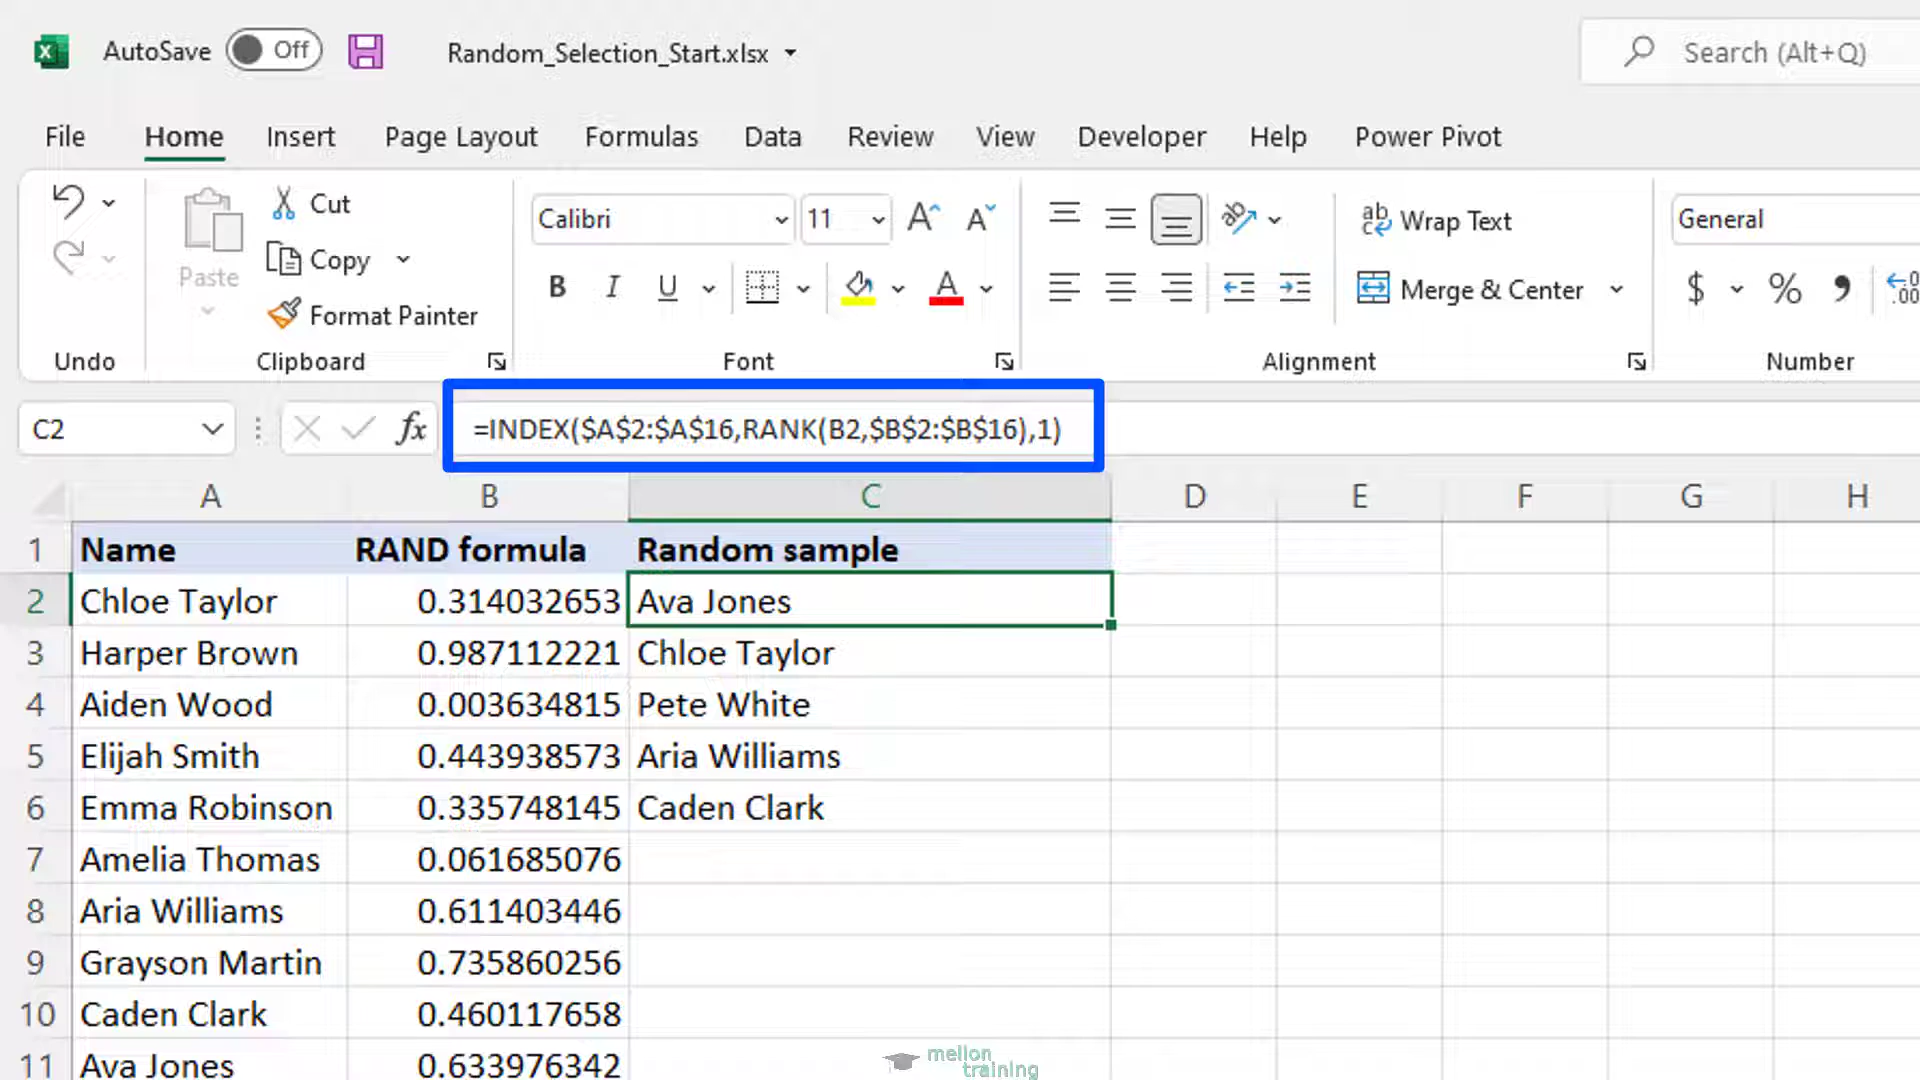 AutoSave Off Random_Selection_Start.xlsx Search (Alt+Q)
File Home Insert Page Layout Formulas Data Review View Developer Help Power Pivot
Cut
Copy
Format Painter
Paste
Calibri 11
B I U A
ab Wrap Text
Merge & Center
General
$ % , .00
Undo Clipboard Font Alignment Number
C2 fx =INDEX($A$2:$A$16,RANK(B2,$B$2:$B$16),1)
A B C D E F G H
1 Name RAND formula Random sample
2 Chloe Taylor 0.314032653 Ava Jones
3 Harper Brown 0.987112221 Chloe Taylor
4 Aiden Wood 0.003634815 Pete White
5 Elijah Smith 0.443938573 Aria Williams
6 Emma Robinson 0.335748145 Caden Clark
7 Amelia Thomas 0.061685076
8 Aria Williams 0.611403446
9 Grayson Martin 0.735860256
10 Caden Clark 0.460117658
11 Ava Jones 0.633976342
mellon
training